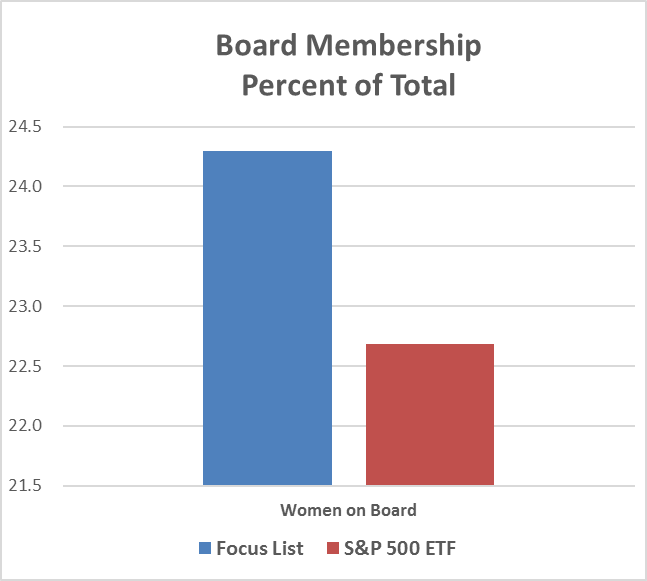 Board Membership
Percent of Total
24.5
24.0
23.5
23.0
22.5
22.0
21.5
Women on Board
Focus List
S&P 500 ETF